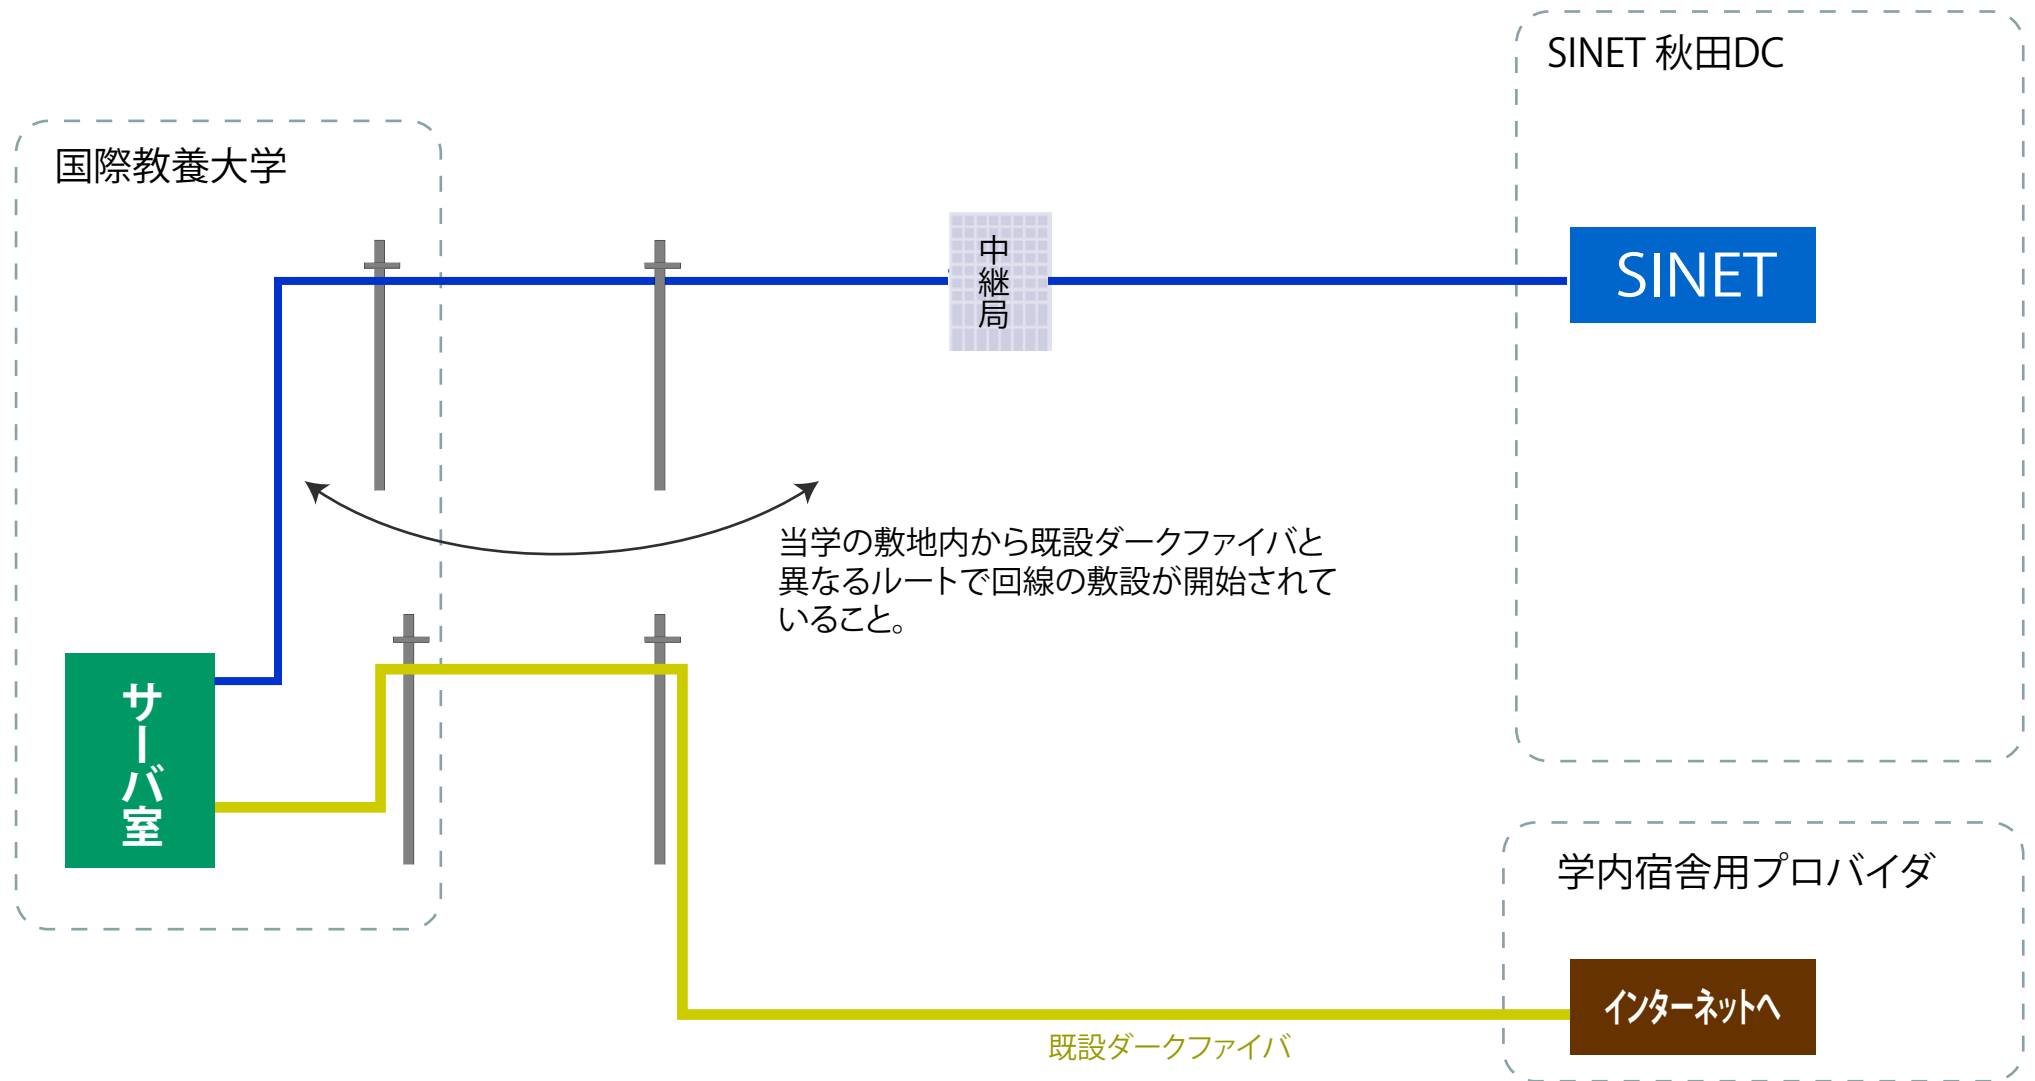 SINET 秋田DC
国際教養大学
中継局
SINET
当学の敷地内から既設ダークファイバと
異なるルートで回線の敷設が開始されて
いること。
サーバ室
学内宿舎用プロバイダ
インターネットへ
既設ダークファイバ